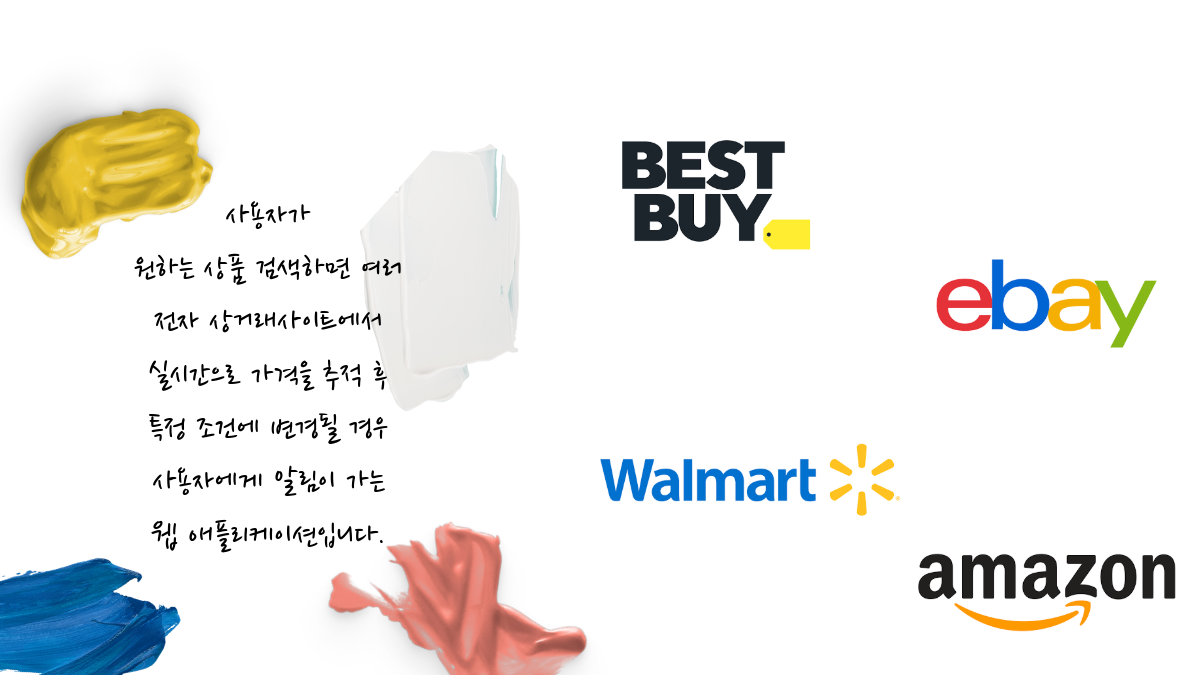 사용자가
원하는 상품 검색하면 여러
전자 상거래사이트에서
실시간으로 가격을 추적 후
특정 조건에 변경될 경우
사용자에게 알림이 가는
웹 애플리케이션입니다.
BEST
BUY
ebay
Walmart
amazon